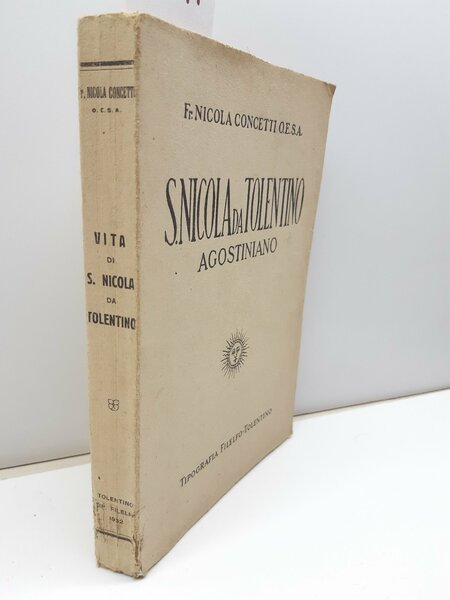 F. NICOLA CONCETTI
O.E.S.A.
VITA
DI
S. NICOLA
DA
TOLENTINO
TOLENTINO
TIP. FILELFO
1932
Fr. NICOLA CONCETTI O.E.S.A.
S. NICOLA DA TOLENTINO
AGOSTINIANO
TIPOGRAFIA FILELFO-TOLENTINO